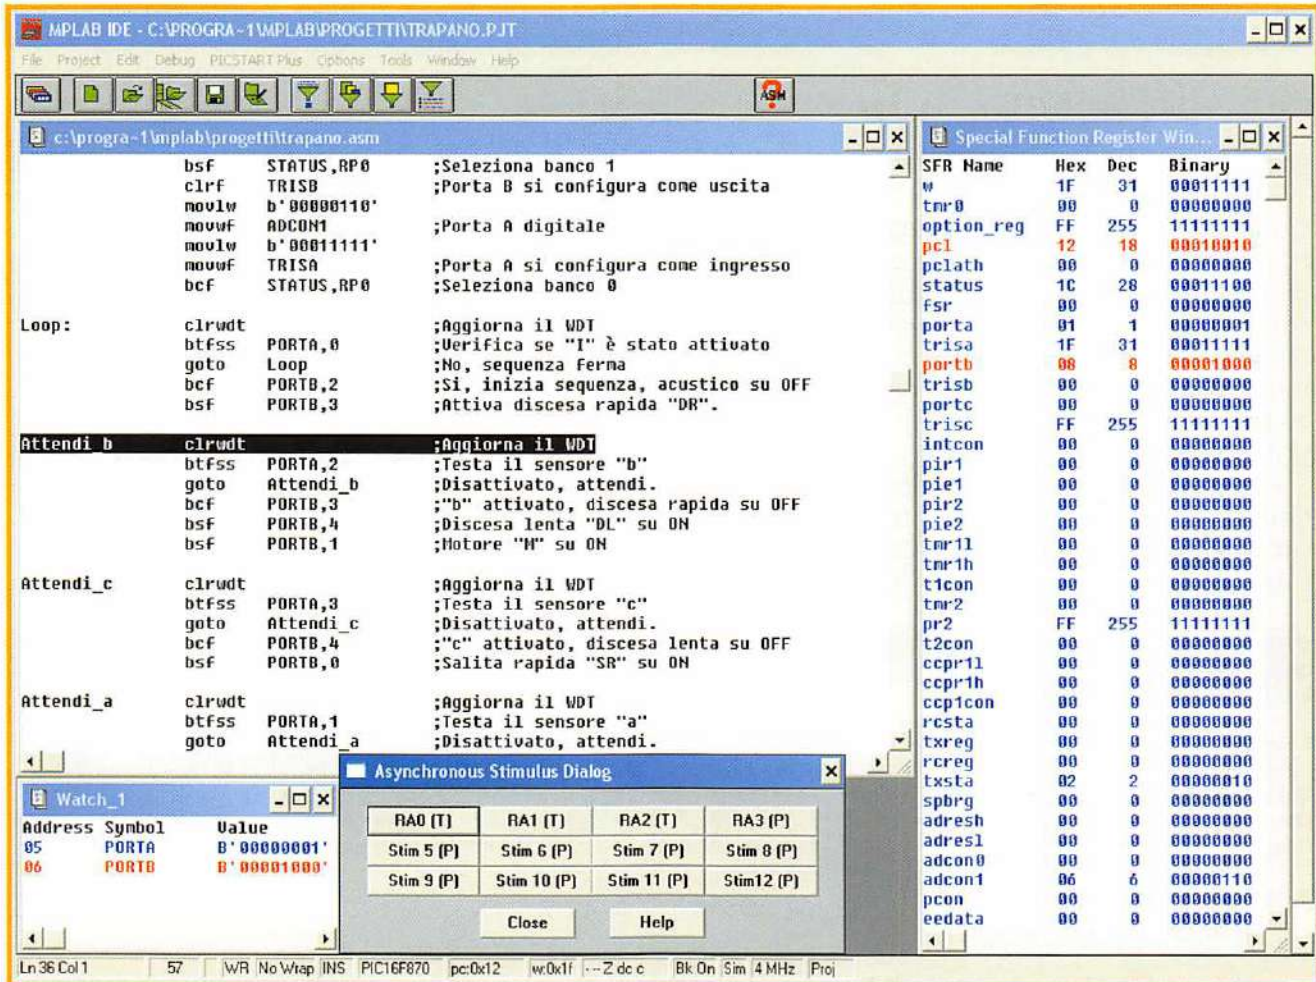 MPLAB IDE - C:\PROGRA~1\MPLAB\PROGETTI\TRAPANO.PJT
File Project Edit Debug PICSTART Plus Options Tools Window Help
ASM
c:\progra~1\mplab\progetti\trapano.asm
bsf STATUS,RP0 ;Seleziona banco 1
clrf TRISB ;Porta B si configura come uscita
movlw b'00000110'
movwf ADCON1 ;Porta A digitale
movlw b'00011111'
movwf TRISA ;Porta A si configura come ingresso
bcf STATUS,RP0 ;Seleziona banco 0
Loop: clrwdt ;Aggiorna il WDT
btfss PORTA,0 ;Verifica se "I" è stato attivato
goto Loop ;No, sequenza ferma
bcf PORTB,2 ;Si, inizia sequenza, acustico su OFF
bsf PORTB,3 ;Attiva discesa rapida "DR".
Attendi_b clrwdt ;Aggiorna il WDT
btfss PORTA,2 ;Testa il sensore "b"
goto Attendi_b ;Disattivato, attendi.
bcf PORTB,3 ;"b" attivato, discesa rapida su OFF
bsf PORTB,4 ;Discesa lenta "DL" su ON
bsf PORTB,1 ;Motore "M" su ON
Attendi_c clrwdt ;Aggiorna il WDT
btfss PORTA,3 ;Testa il sensore "c"
goto Attendi_c ;Disattivato, attendi.
bcf PORTB,4 ;"c" attivato, discesa lenta su OFF
bsf PORTB,0 ;Salita rapida "SR" su ON
Attendi_a clrwdt ;Aggiorna il WDT
btfss PORTA,1 ;Testa il sensore "a"
goto Attendi_a ;Disattivato, attendi.
Special Function Register Win...
SFR Name Hex Dec Binary
w 1F 31 00011111
tmr0 00 0 00000000
option_reg FF 255 11111111
pcl 12 18 00010010
pclath 00 0 00000000
status 1C 28 00011100
fsr 00 0 00000000
porta 01 1 00000001
trisa 1F 31 00011111
portb 08 8 00001000
trisb 00 0 00000000
portc 00 0 00000000
trisc FF 255 11111111
intcon 00 0 00000000
pir1 00 0 00000000
pie1 00 0 00000000
pir2 00 0 00000000
pie2 00 0 00000000
tmr1l 00 0 00000000
tmr1h 00 0 00000000
t1con 00 0 00000000
tmr2 00 0 00000000
pr2 FF 255 11111111
t2con 00 0 00000000
ccpr1l 00 0 00000000
ccpr1h 00 0 00000000
ccp1con 00 0 00000000
rcsta 00 0 00000000
txreg 00 0 00000000
rcreg 00 0 00000000
txsta 02 2 00000010
spbrg 00 0 00000000
adresh 00 0 00000000
adresl 00 0 00000000
adcon0 00 0 00000000
adcon1 06 6 00000110
pcon 00 0 00000000
eedata 00 0 00000000
Watch_1
Address Symbol Value
05 PORTA B'00000001'
06 PORTB B'00001000'
Asynchronous Stimulus Dialog
RA0 (T) RA1 (T) RA2 (T) RA3 (P)
Stim 5 (P) Stim 6 (P) Stim 7 (P) Stim 8 (P)
Stim 9 (P) Stim 10 (P) Stim 11 (P) Stim12 (P)
Close Help
Ln 36 Col 1 57 WR No Wrap INS PIC16F870 pc:0x12 w:0x1f --Z dc c Bk On Sim 4 MHz Proj